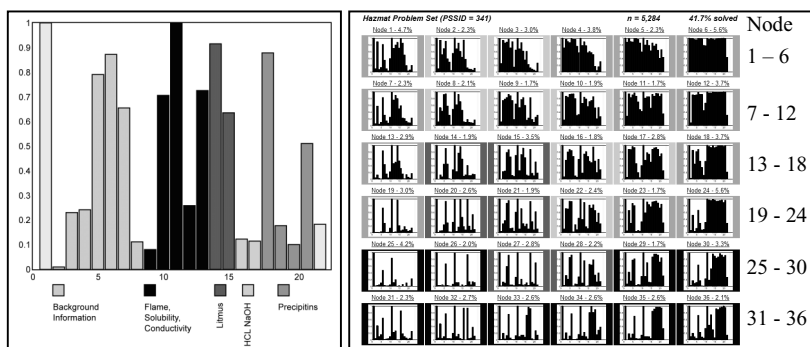 1
0.9
0.8
0.7
0.6
0.5
0.4
0.3
0.2
0.1
0
0 5 10 15 20
Background
Information
Flame,
Solubility,
Conductivity
Litmus
HCL NaOH
Precipitins
Hazmat Problem Set (PSSID = 341) n = 5,284 41.7% solved Node
Node 1 - 4.7% Node 2 - 2.3% Node 3 - 3.0% Node 4 - 3.8% Node 5 - 2.3% Node 6 - 5.6%
1 – 6
Node 7 - 2.3% Node 8 - 2.1% Node 9 - 1.7% Node 10 - 1.9% Node 11 - 1.7% Node 12 - 3.7%
7 - 12
Node 13 - 2.9% Node 14 - 1.9% Node 15 - 3.5% Node 16 - 1.8% Node 17 - 2.8% Node 18 - 3.7%
13 - 18
Node 19 - 3.0% Node 20 - 2.6% Node 21 - 1.9% Node 22 - 2.4% Node 23 - 1.7% Node 24 - 5.6%
19 - 24
Node 25 - 4.2% Node 26 - 2.0% Node 27 - 2.8% Node 28 - 2.2% Node 29 - 1.7% Node 30 - 3.3%
25 - 30
Node 31 - 2.3% Node 32 - 2.7% Node 33 - 2.6% Node 34 - 2.6% Node 35 - 2.6% Node 36 - 2.1%
31 - 36